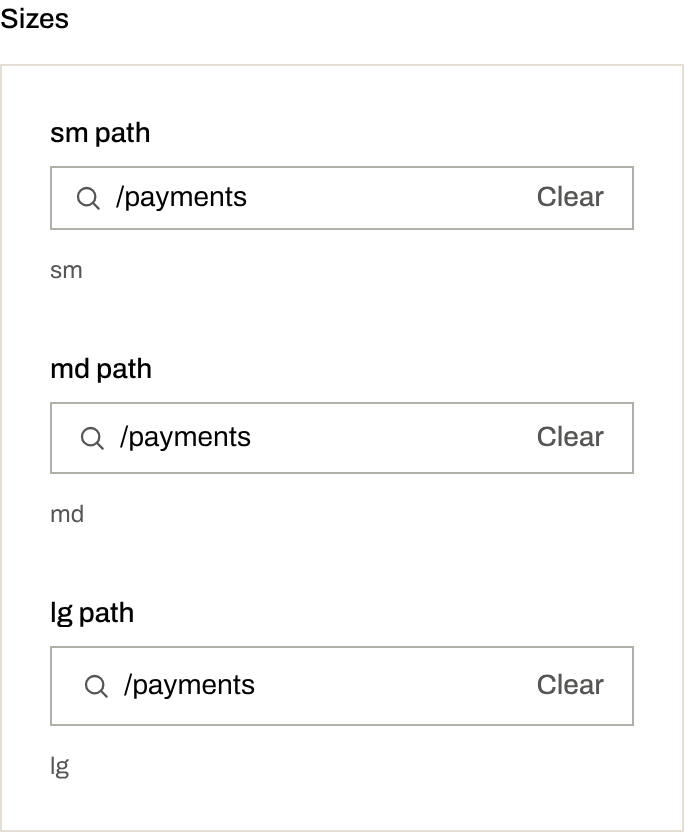 Sizes
sm path
/payments Clear
sm
md path
/payments Clear
md
lg path
/payments Clear
lg